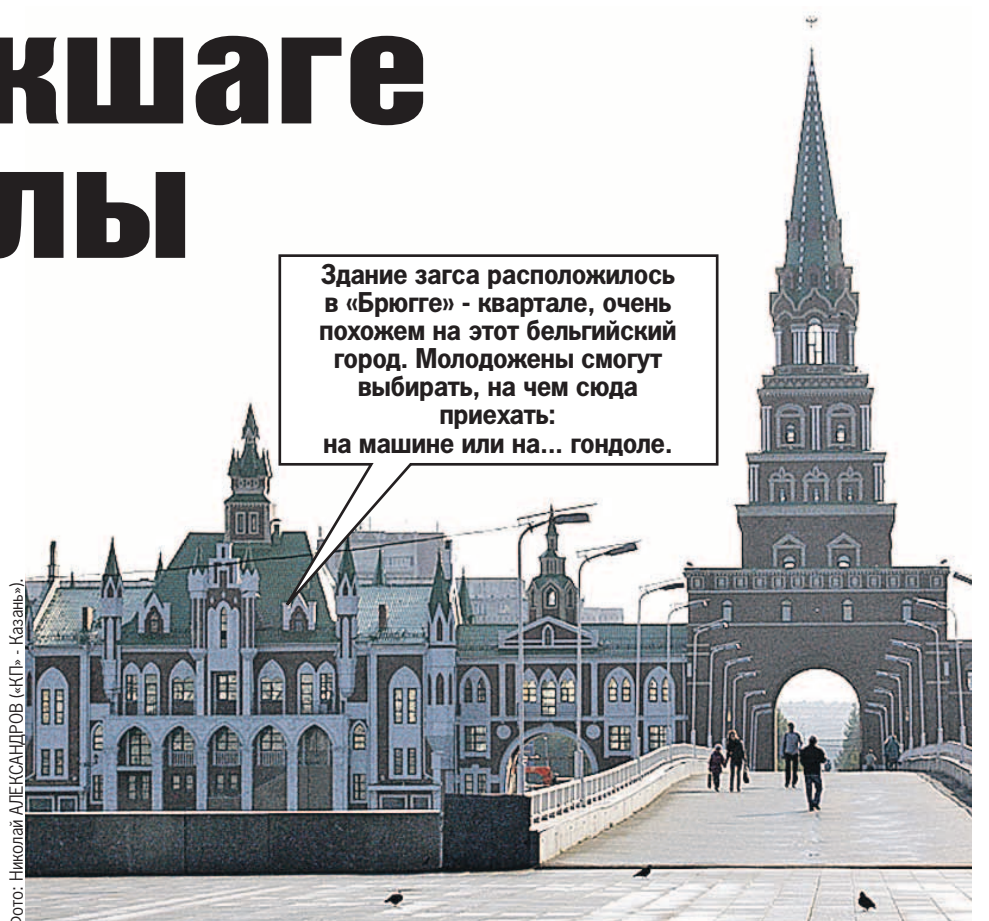 кшаге
лы
Здание загса расположилось
в «Брюгге» - квартале, очень
похожем на этот бельгийский
город. Молодожены смогут
выбирать, на чем сюда
приехать:
на машине или на... гондоле.
Фото: Николай АЛЕКСАНДРОВ («КП» - Казань).